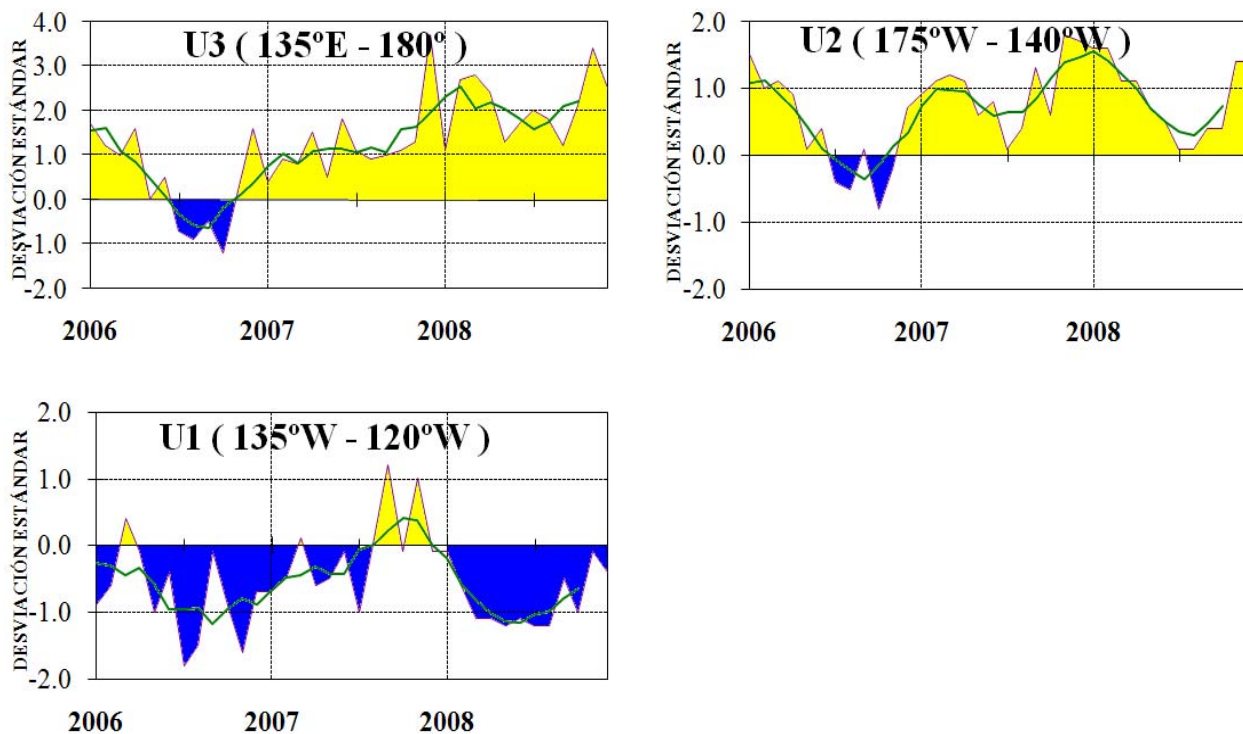 U3 ( 135ºE - 180º )
DESVIACIÓN ESTÁNDAR
4.0
3.0
2.0
1.0
0.0
-1.0
-2.0
2006 2007 2008
U2 ( 175ºW - 140ºW )
DESVIACIÓN ESTÁNDAR
2.0
1.0
0.0
-1.0
-2.0
2006 2007 2008
U1 ( 135ºW - 120ºW )
DESVIACIÓN ESTÁNDAR
2.0
1.0
0.0
-1.0
-2.0
2006 2007 2008